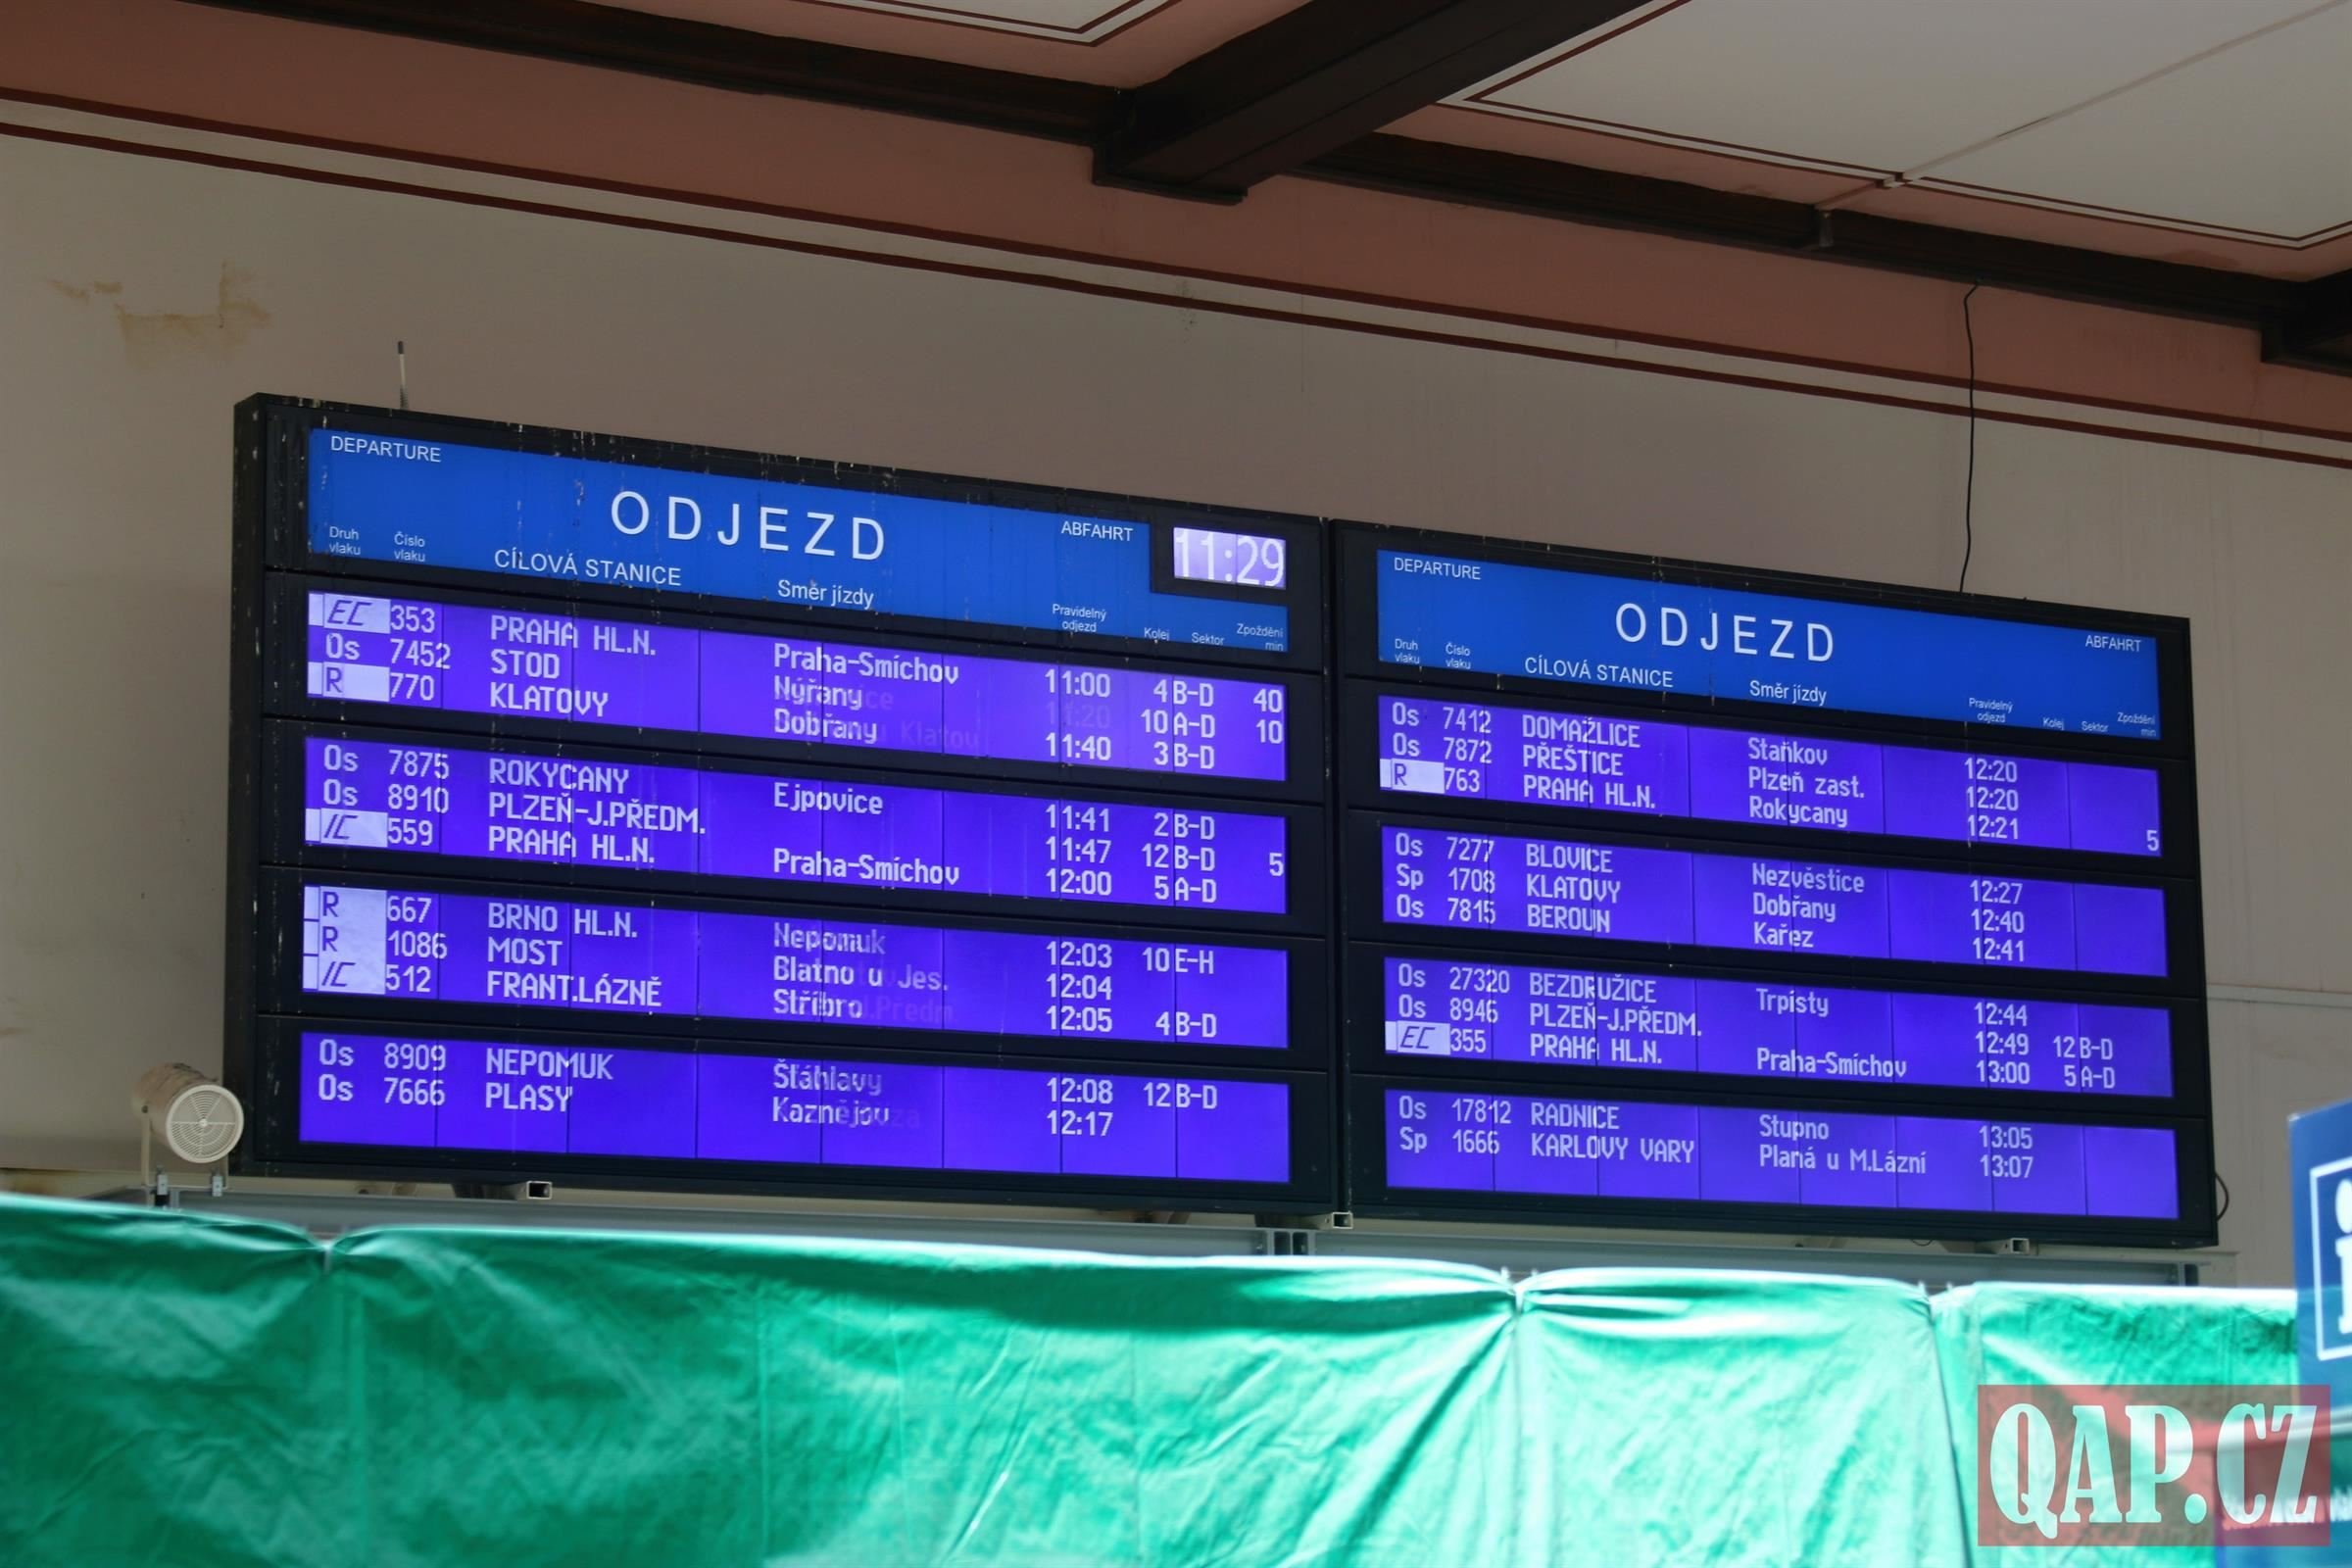 DEPARTURE
ODJEZD
ABFAHRT
11:29
Druh vlaku Číslo vlaku CÍLOVÁ STANICE Směr jízdy Pravidelný odjezd Kolej Sektor Zpoždění min
EC 353 PRAHA HL.N. Praha-Smíchov 11:00 4 B-D 40
Os 7452 STOD Nýřany 11:20 10 A-D 10
R 770 KLATOVY Dobřany 11:40 3 B-D
Os 7875 ROKYCANY Ejpovice 11:41 2 B-D
Os 8910 PLZEŇ-J.PŘEDM. 11:47 12 B-D 5
IC 559 PRAHA HL.N. Praha-Smíchov 12:00 5 A-D
R 667 BRNO HL.N. Nepomuk 12:03 10 E-H
R 1086 MOST Blatno u Jes. 12:04
IC 512 FRANT.LÁZNĚ Stříbro 12:05 4 B-D
Os 8909 NEPOMUK Šťáhlavy 12:08 12 B-D
Os 7666 PLASY Kaznějov 12:17
DEPARTURE
ODJEZD
ABFAHRT
Druh vlaku Číslo vlaku CÍLOVÁ STANICE Směr jízdy Pravidelný odjezd Kolej Sektor Zpoždění min
Os 7412 DOMAŽLICE Staňkov 12:20
Os 7872 PŘEŠTICE Plzeň zast. 12:20
R 763 PRAHA HL.N. Rokycany 12:21 5
Os 7277 BLOVICE Nezvěstice 12:27
Sp 1708 KLATOVY Dobřany 12:40
Os 7815 BEROUN Kařez 12:41
Os 27320 BEZDRUŽICE Trpísty 12:44
Os 8946 PLZEŇ-J.PŘEDM. 12:49 12 B-D
EC 355 PRAHA HL.N. Praha-Smíchov 13:00 5 A-D
Os 17812 RADNICE Stupno 13:05
Sp 1666 KARLOVY VARY Planá u M.Lázní 13:07
QAP.CZ